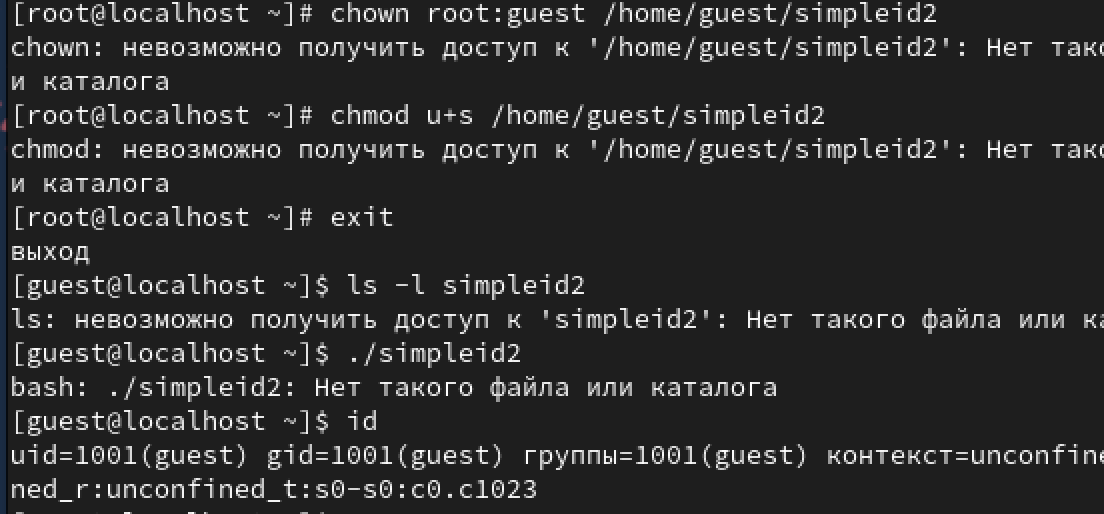 [root@localhost ~]# chown root:guest /home/guest/simpleid2
chown: невозможно получить доступ к '/home/guest/simpleid2': Нет
и каталога
[root@localhost ~]# chmod u+s /home/guest/simpleid2
chmod: невозможно получить доступ к '/home/guest/simpleid2': Нет
и каталога
[root@localhost ~]# exit
выход
[guest@localhost ~]$ ls -l simpleid2
ls: невозможно получить доступ к 'simpleid2': Нет такого файла или
[guest@localhost ~]$ ./simpleid2
bash: ./simpleid2: Нет такого файла или каталога
[guest@localhost ~]$ id
uid=1001(guest) gid=1001(guest) группы=1001(guest) контекст=unconfine
ned_r:unconfined_t:s0-s0:c0.c1023